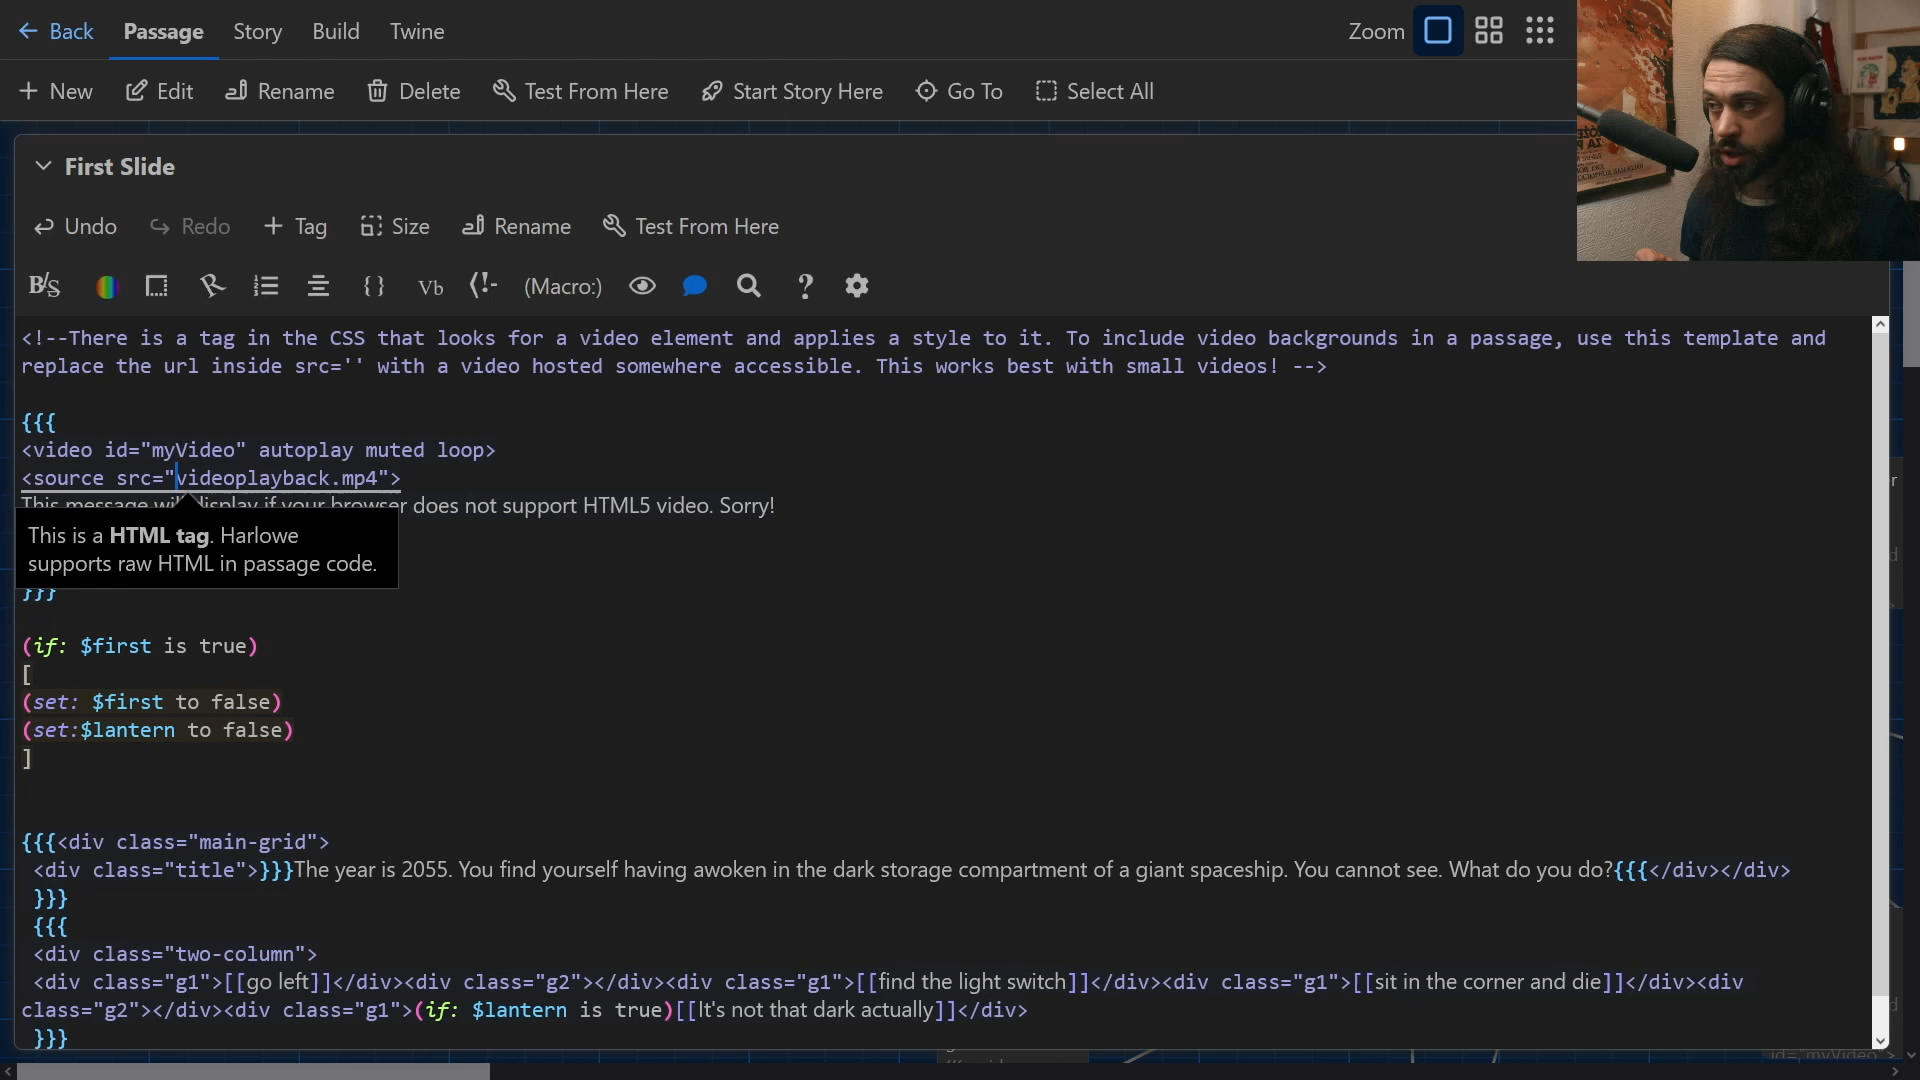 Back Passage Story Build Twine Zoom
New Edit Rename Delete Test From Here Start Story Here Go To Select All
First Slide
Undo Redo Tag Size Rename Test From Here
B/S {} Vb (!- (Macro:) ?
<!--There is a tag in the CSS that looks for a video element and applies a style to it. To include video backgrounds in a passage, use this template and
replace the url inside src='' with a video hosted somewhere accessible. This works best with small videos! -->
{{{
<video id="myVideo" autoplay muted loop>
<source src="videoplayback.mp4">
This message will display if your browser does not support HTML5 video. Sorry!
This is a HTML tag. Harlowe
supports raw HTML in passage code.
}}}
(if: $first is true)
[
(set: $first to false)
(set:$lantern to false)
]
{{{<div class="main-grid">
<div class="title">}}}The year is 2055. You find yourself having awoken in the dark storage compartment of a giant spaceship. You cannot see. What do you do?{{{</div></div>
}}}
{{{
<div class="two-column">
<div class="g1">[[go left]]</div><div class="g2"></div><div class="g1">[[find the light switch]]</div><div class="g1">[[sit in the corner and die]]</div><div
class="g2"></div><div class="g1">(if: $lantern is true)[[It's not that dark actually]]</div>
}}}
id="myVideo">